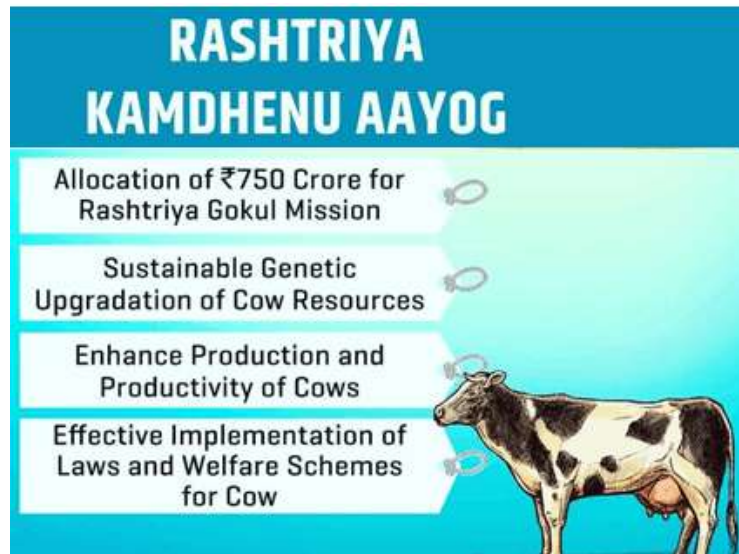 RASHTRIYA
KAMDHENU AAYOG
Allocation of ₹750 Crore for
Rashtriya Gokul Mission
Sustainable Genetic
Upgradation of Cow Resources
Enhance Production and
Productivity of Cows
Effective Implementation of
Laws and Welfare Schemes
for Cow